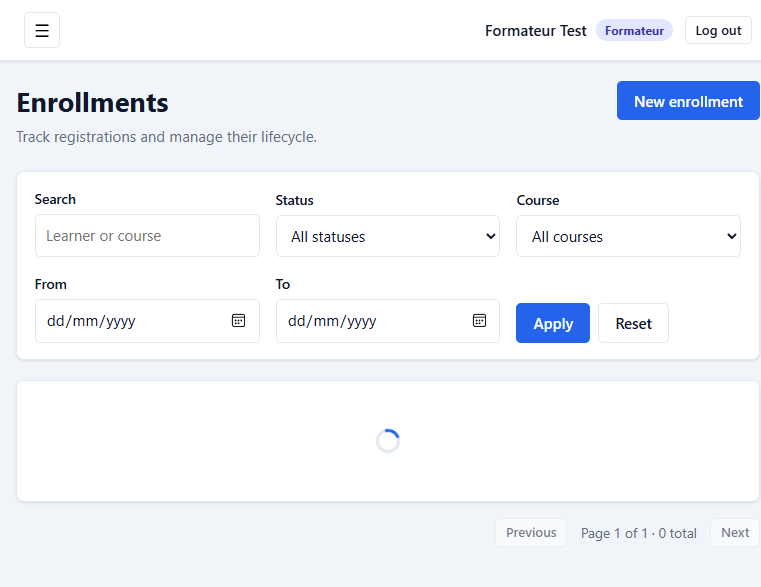 ☰
Formateur Test Formateur Log out
Enrollments
New enrollment
Track registrations and manage their lifecycle.
Search Status Course
Learner or course All statuses All courses
From To
dd/mm/yyyy dd/mm/yyyy Apply Reset
Previous Page 1 of 1 · 0 total Next